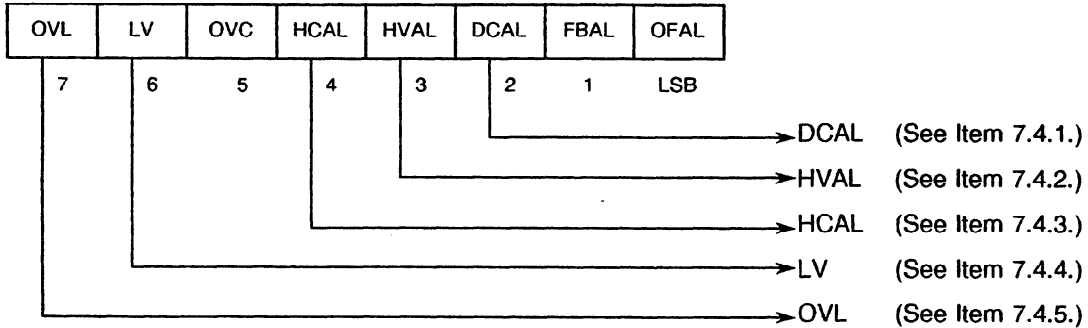 OVL LV OVC HCAL HVAL DCAL FBAL OFAL
7 6 5 4 3 2 1 LSB
DCAL (See Item 7.4.1.)
HVAL (See Item 7.4.2.)
HCAL (See Item 7.4.3.)
LV (See Item 7.4.4.)
OVL (See Item 7.4.5.)